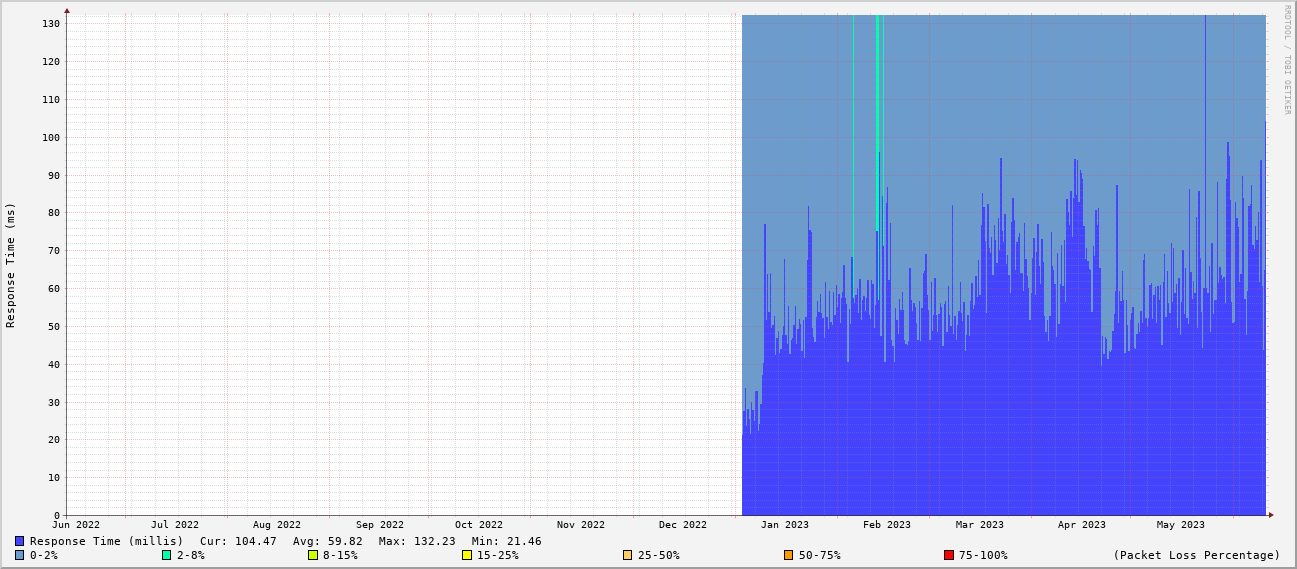 RRDTOOL / TOBI OETIKER
Response Time (ms)
130
120
110
100
90
80
70
60
50
40
30
20
10
0
Jun 2022 Jul 2022 Aug 2022 Sep 2022 Oct 2022 Nov 2022 Dec 2022 Jan 2023 Feb 2023 Mar 2023 Apr 2023 May 2023
Response Time (millis) Cur: 104.47 Avg: 59.82 Max: 132.23 Min: 21.46
0-2% 2-8% 8-15% 15-25% 25-50% 50-75% 75-100% (Packet Loss Percentage)